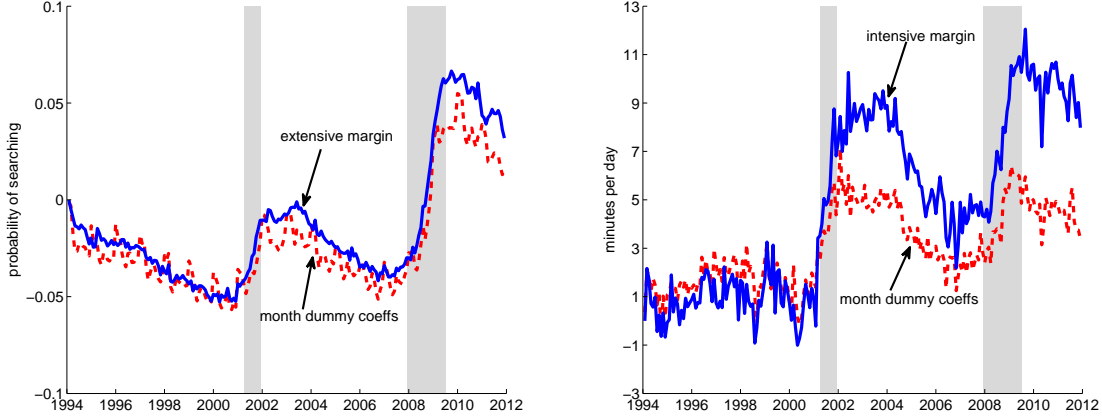 0.1
0.05
0
−0.05
−0.1
probability of searching
extensive margin
month dummy coeffs
1994 1996 1998 2000 2002 2004 2006 2008 2010 2012
13
11
9
7
5
3
1
−1
−3
minutes per day
intensive margin
month dummy coeffs
1994 1996 1998 2000 2002 2004 2006 2008 2010 2012